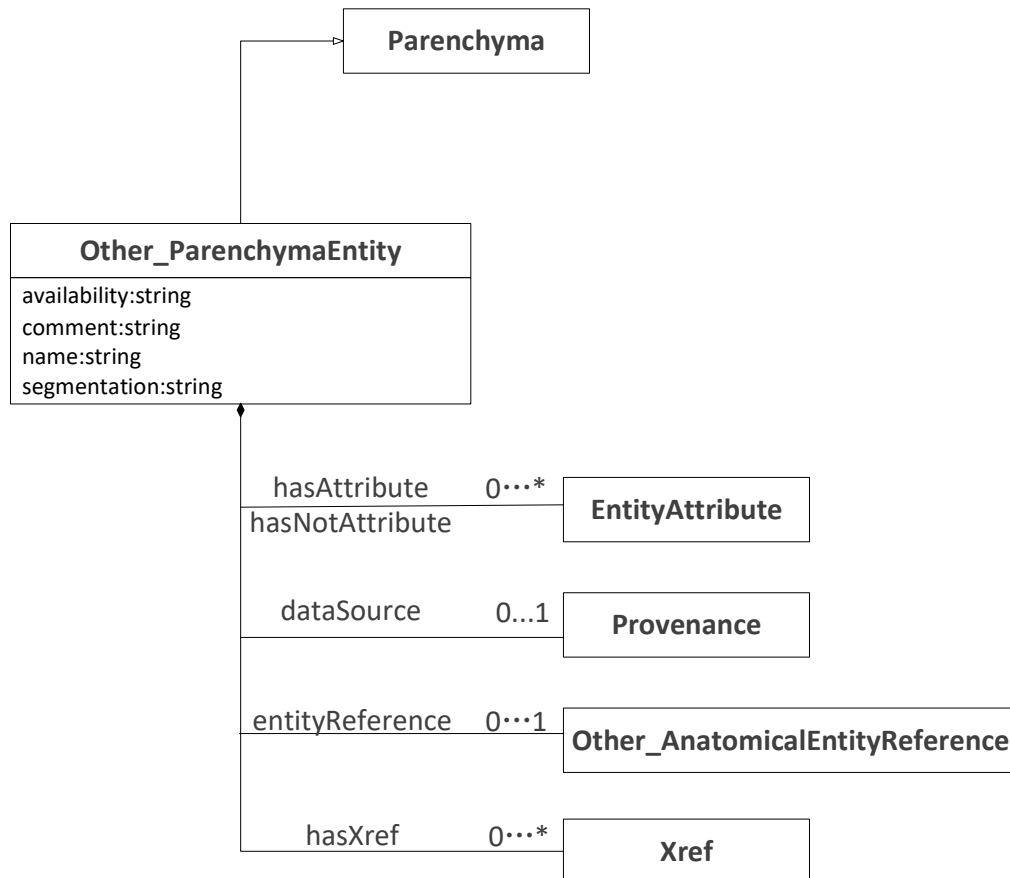 Parenchyma
Other_ParenchymaEntity
availability:string
comment:string
name:string
segmentation:string
hasAttribute 0⋯*
EntityAttribute
hasNotAttribute
dataSource 0...1
Provenance
entityReference 0⋯1
Other_AnatomicalEntityReference
hasXref 0⋯*
Xref